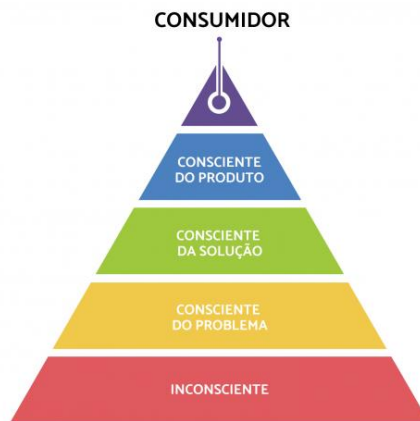 CONSUMIDOR
CONSCIENTE
DO PRODUTO
CONSCIENTE
DA SOLUÇÃO
CONSCIENTE
DO PROBLEMA
INCONSCIENTE